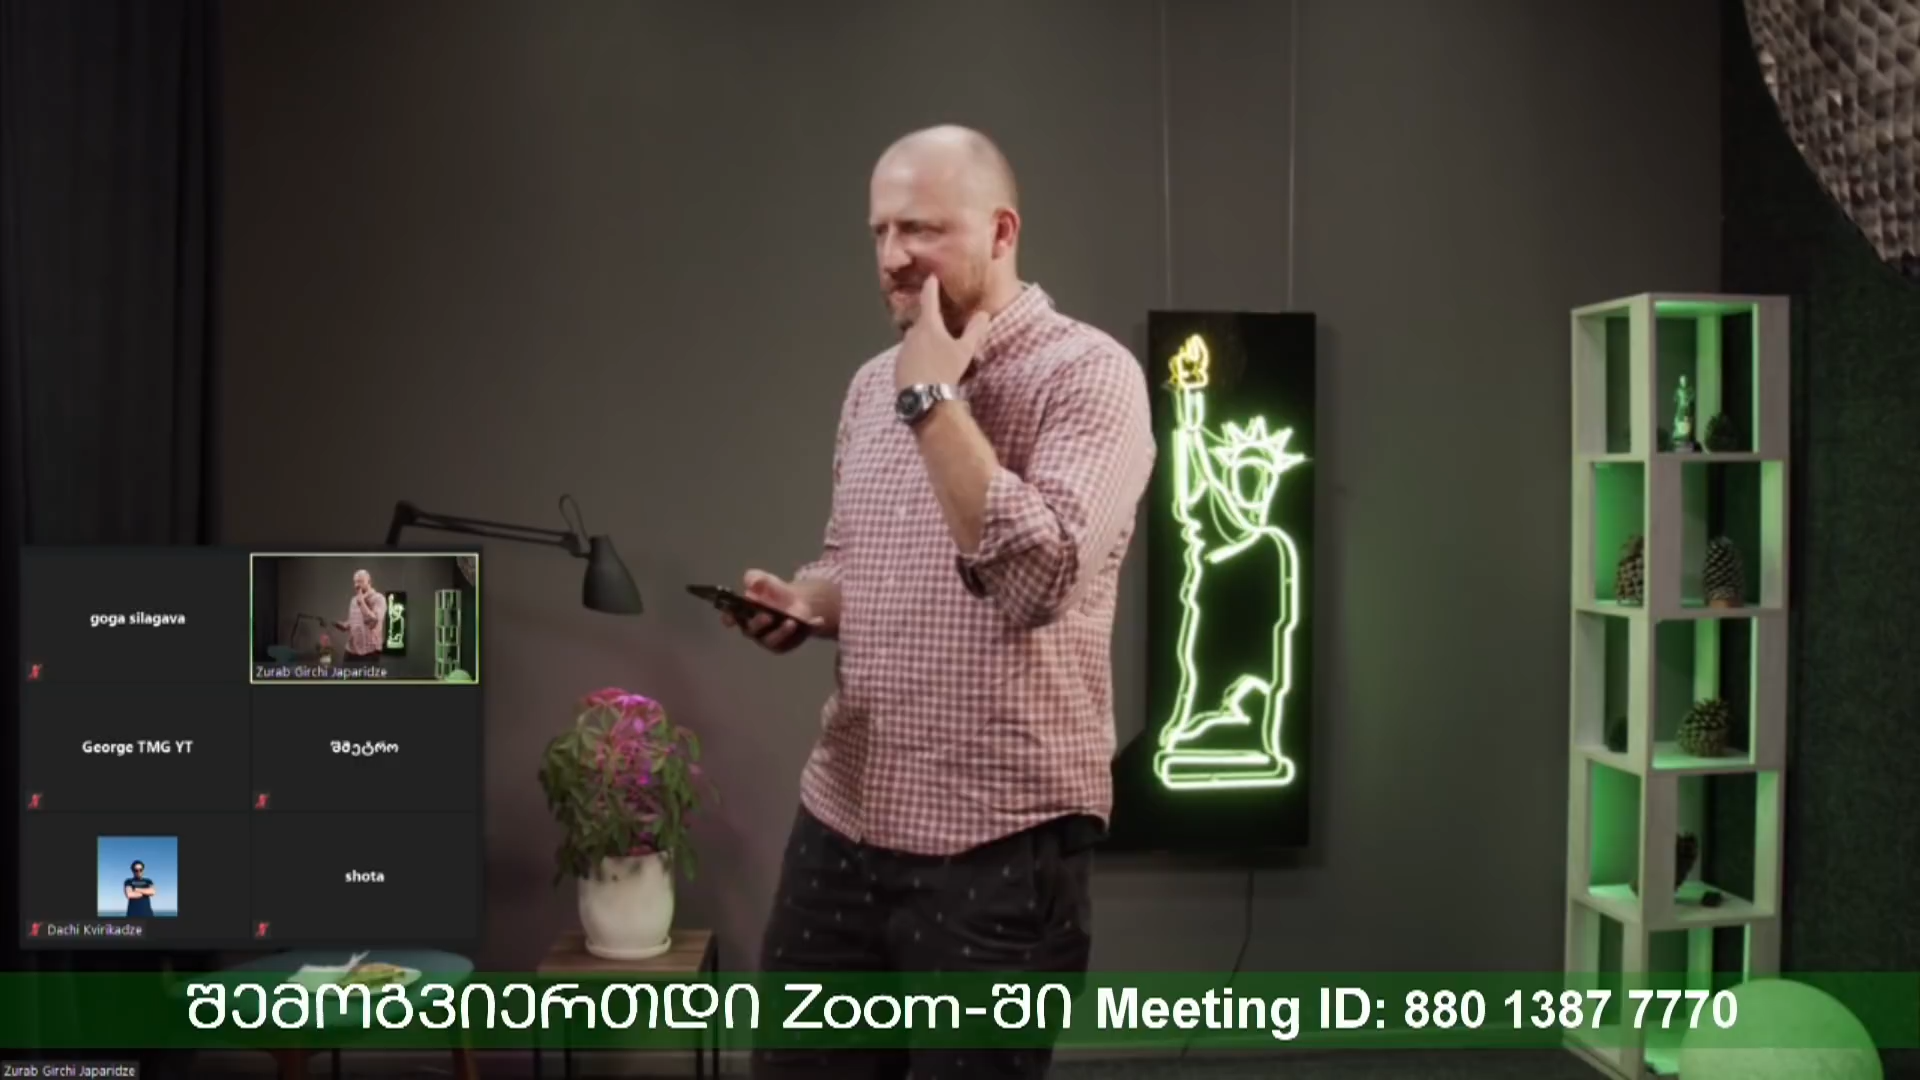 goga silagava
Zurab Girchi Japaridze
George TMG YT
შმეტრო
Dachi Kvirikadze
shota
შემოგვიერთდი Zoom-ში Meeting ID: 880 1387 7770
Zurab Girchi Japaridze